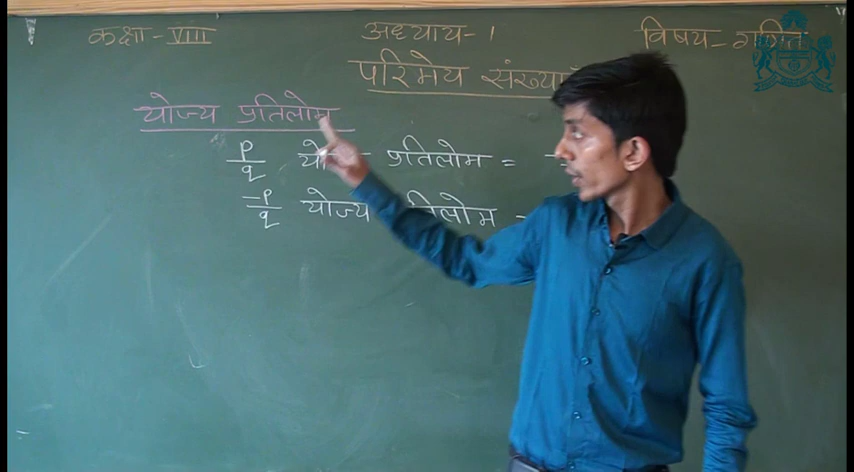 कक्षा - VIII अध्याय - 1 विषय - गणित
परिमेय संख्याएँ
योज्य प्रतिलोम
p/q प्रतिलोम = -
-p/q योज्य -